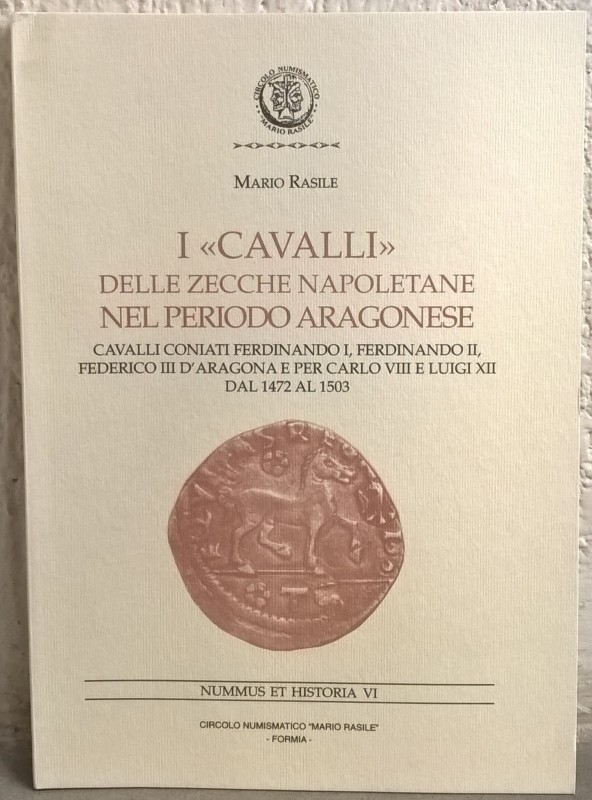 CIRCOLO NUMISMATICO
"MARIO RASILE"
MARIO RASILE
I «CAVALLI»
DELLE ZECCHE NAPOLETANE
NEL PERIODO ARAGONESE
CAVALLI CONIATI FERDINANDO I, FERDINANDO II,
FEDERICO III D'ARAGONA E PER CARLO VIII E LUIGI XII
DAL 1472 AL 1503
NUMMUS ET HISTORIA VI
CIRCOLO NUMISMATICO "MARIO RASILE"
- FORMIA -